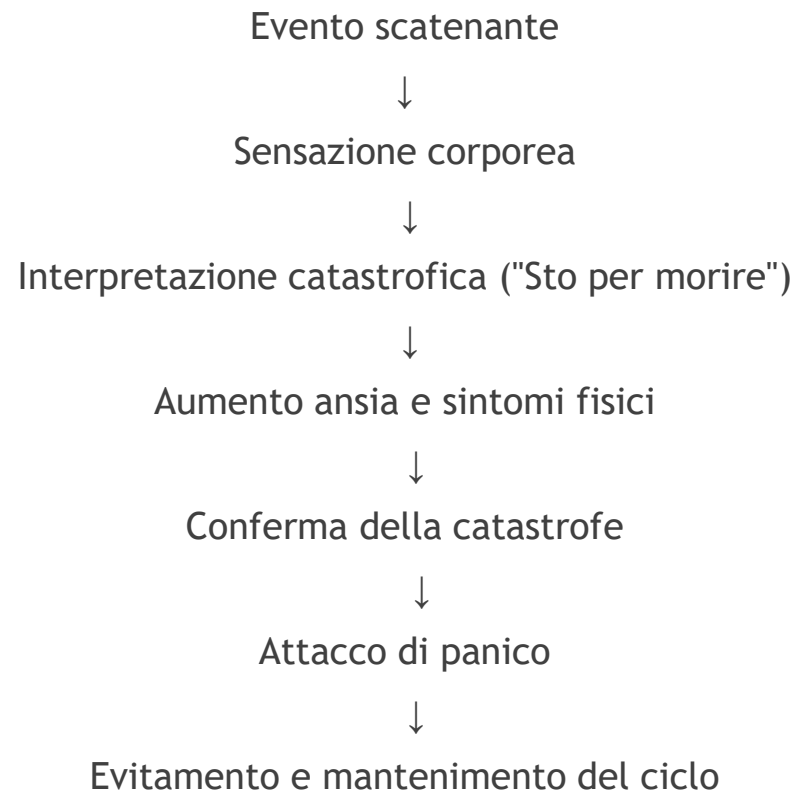 Evento scatenante
↓
Sensazione corporea
↓
Interpretazione catastrofica ("Sto per morire")
↓
Aumento ansia e sintomi fisici
↓
Conferma della catastrofe
↓
Attacco di panico
↓
Evitamento e mantenimento del ciclo